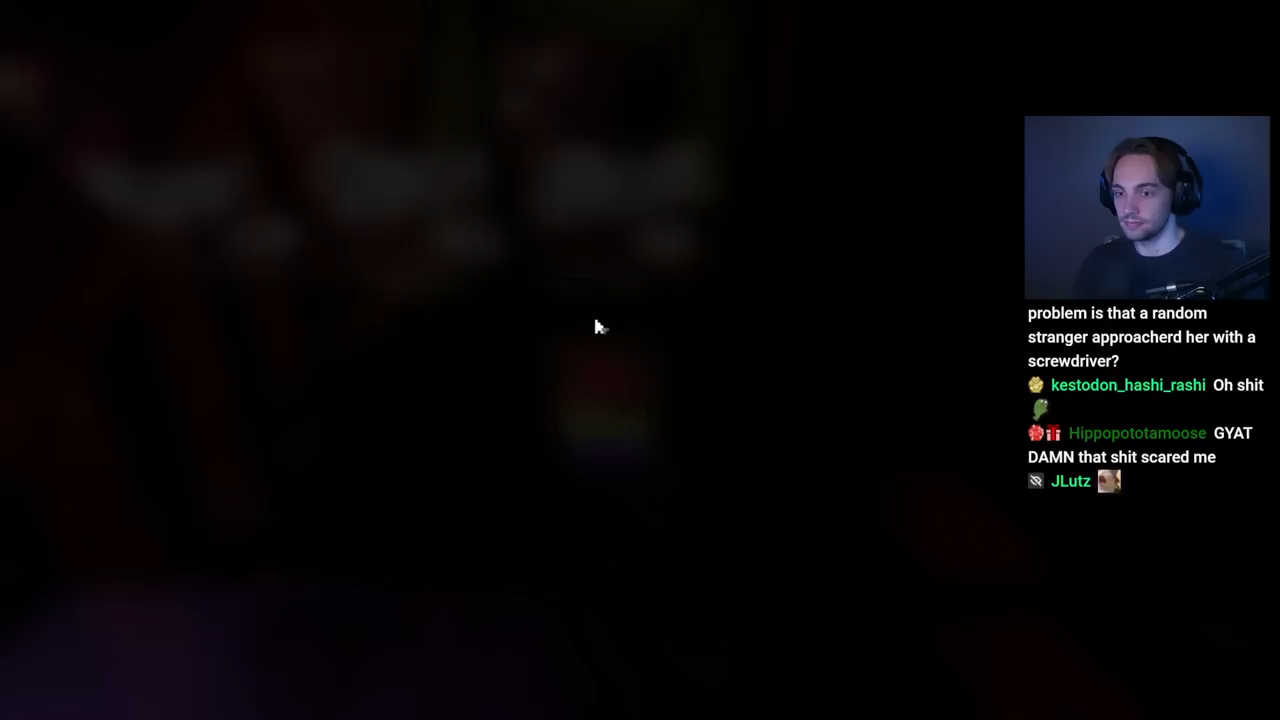 problem is that a random
stranger approacherd her with a
screwdriver?
kestodon_hashi_rashi Oh shit
Hippopototamoose GYAT
DAMN that shit scared me
JLutz